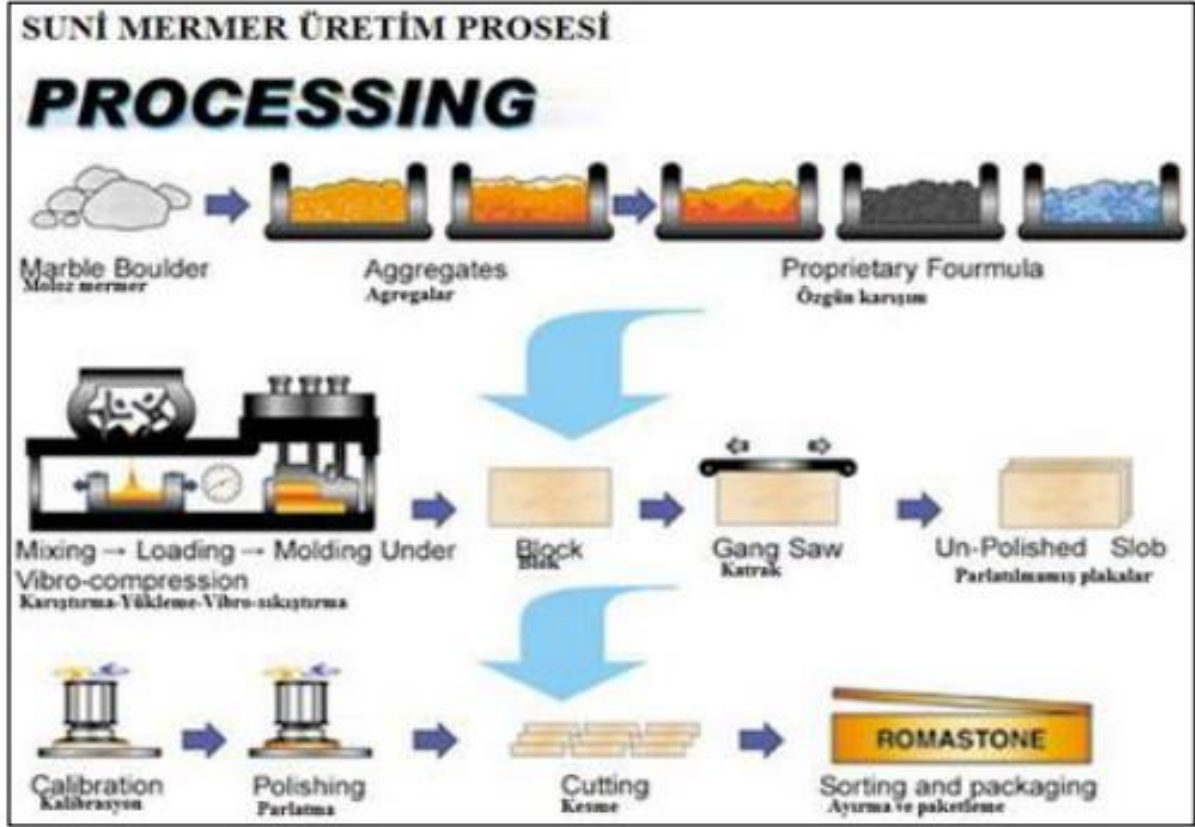 SUNİ MERMER ÜRETİM PROSESİ
PROCESSING
Marble Boulder
Moloz mermer
Aggregates
Agregalar
Proprietary Fourmula
Özgün karışım
Mixing → Loading → Molding Under
Vibro-compression
Karıştırma-Yükleme-Vibro-sıkıştırma
Block
Blok
Gang Saw
Katrak
Un-Polished Slob
Parlatılmamış plakalar
Calibration
Kalibrasyon
Polishing
Parlatma
Cutting
Kesme
ROMASTONE
Sorting and packaging
Ayırma ve paketleme